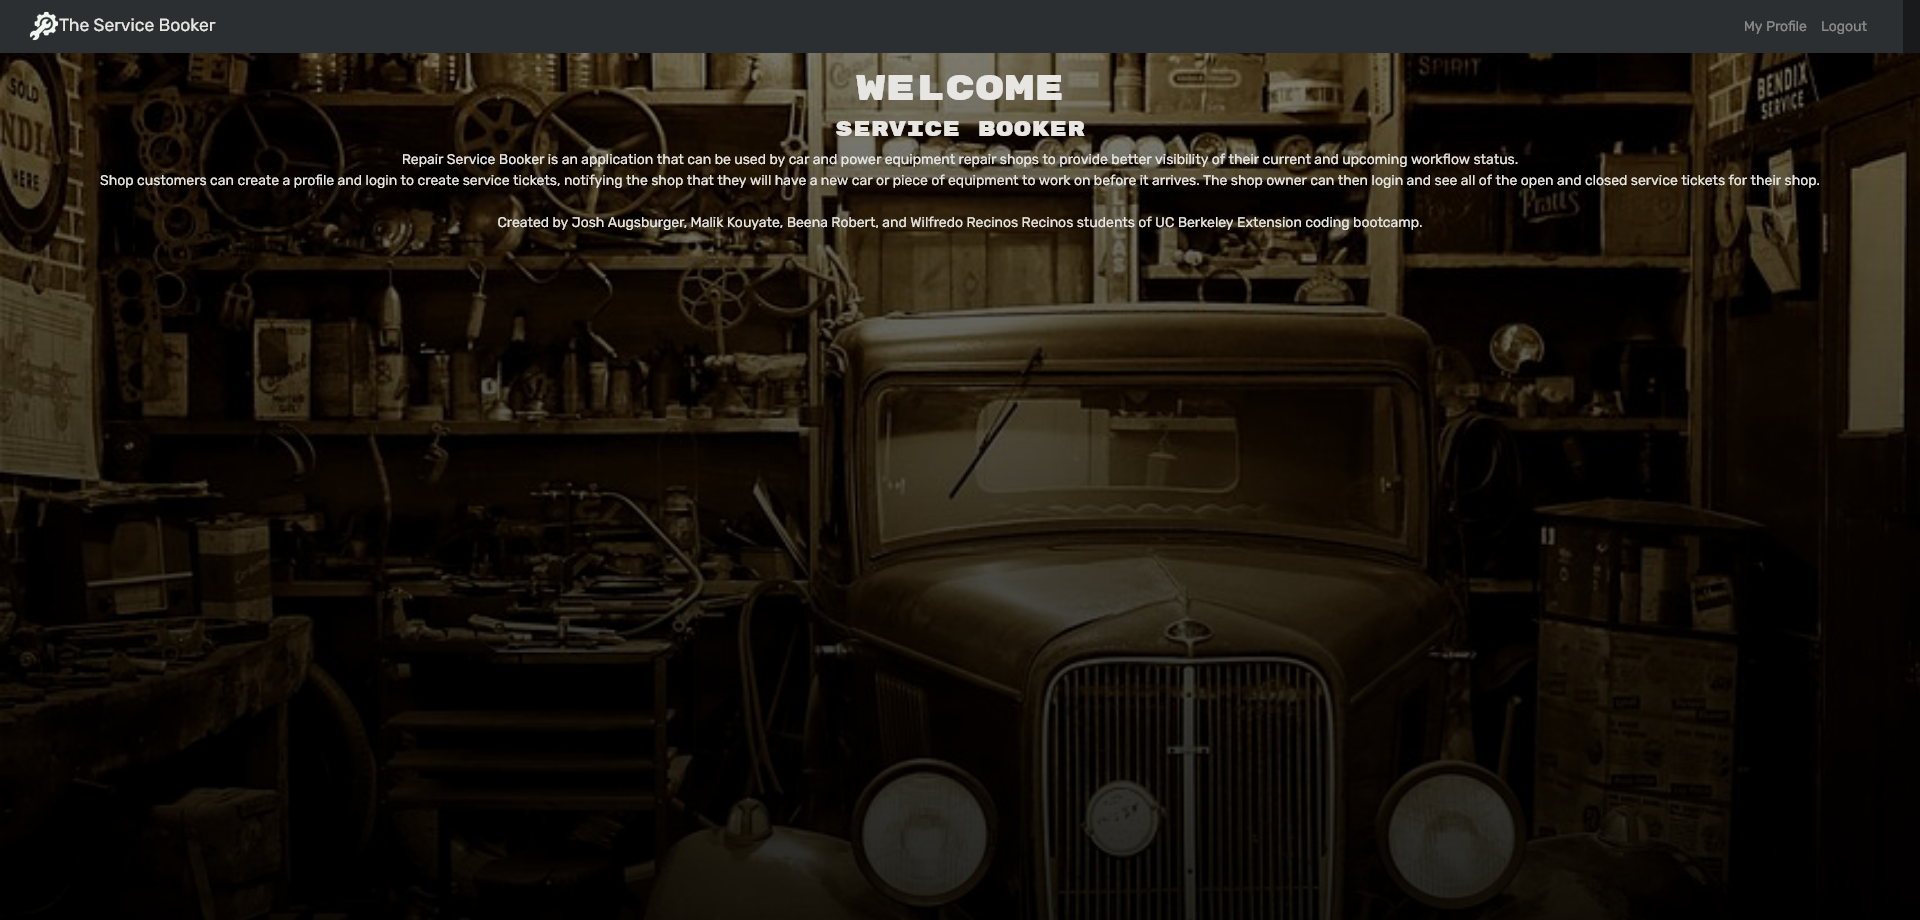 The Service Booker
My Profile
Logout
WELCOME
SERVICE BOOKER
Repair Service Booker is an application that can be used by car and power equipment repair shops to provide better visibility of their current and upcoming workflow status.
Shop customers can create a profile and login to create service tickets, notifying the shop that they will have a new car or piece of equipment to work on before it arrives. The shop owner can then login and see all of the open and closed service tickets for their shop.
Created by Josh Augsburger, Malik Kouyate, Beena Robert, and Wilfredo Recinos Recinos students of UC Berkeley Extension coding bootcamp.
SPIRIT
BENDIX
SERVICE
SOLD
HERE
Pratts